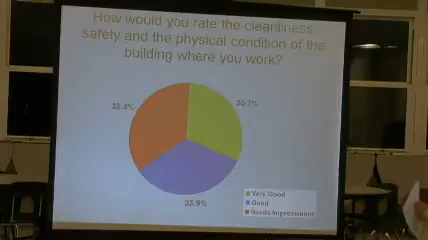 How would you rate the cleanliness
safety and the physical condition of the
building where you work?
30.7%
35.4%
33.9%
Very Good
Good
Needs Improvement